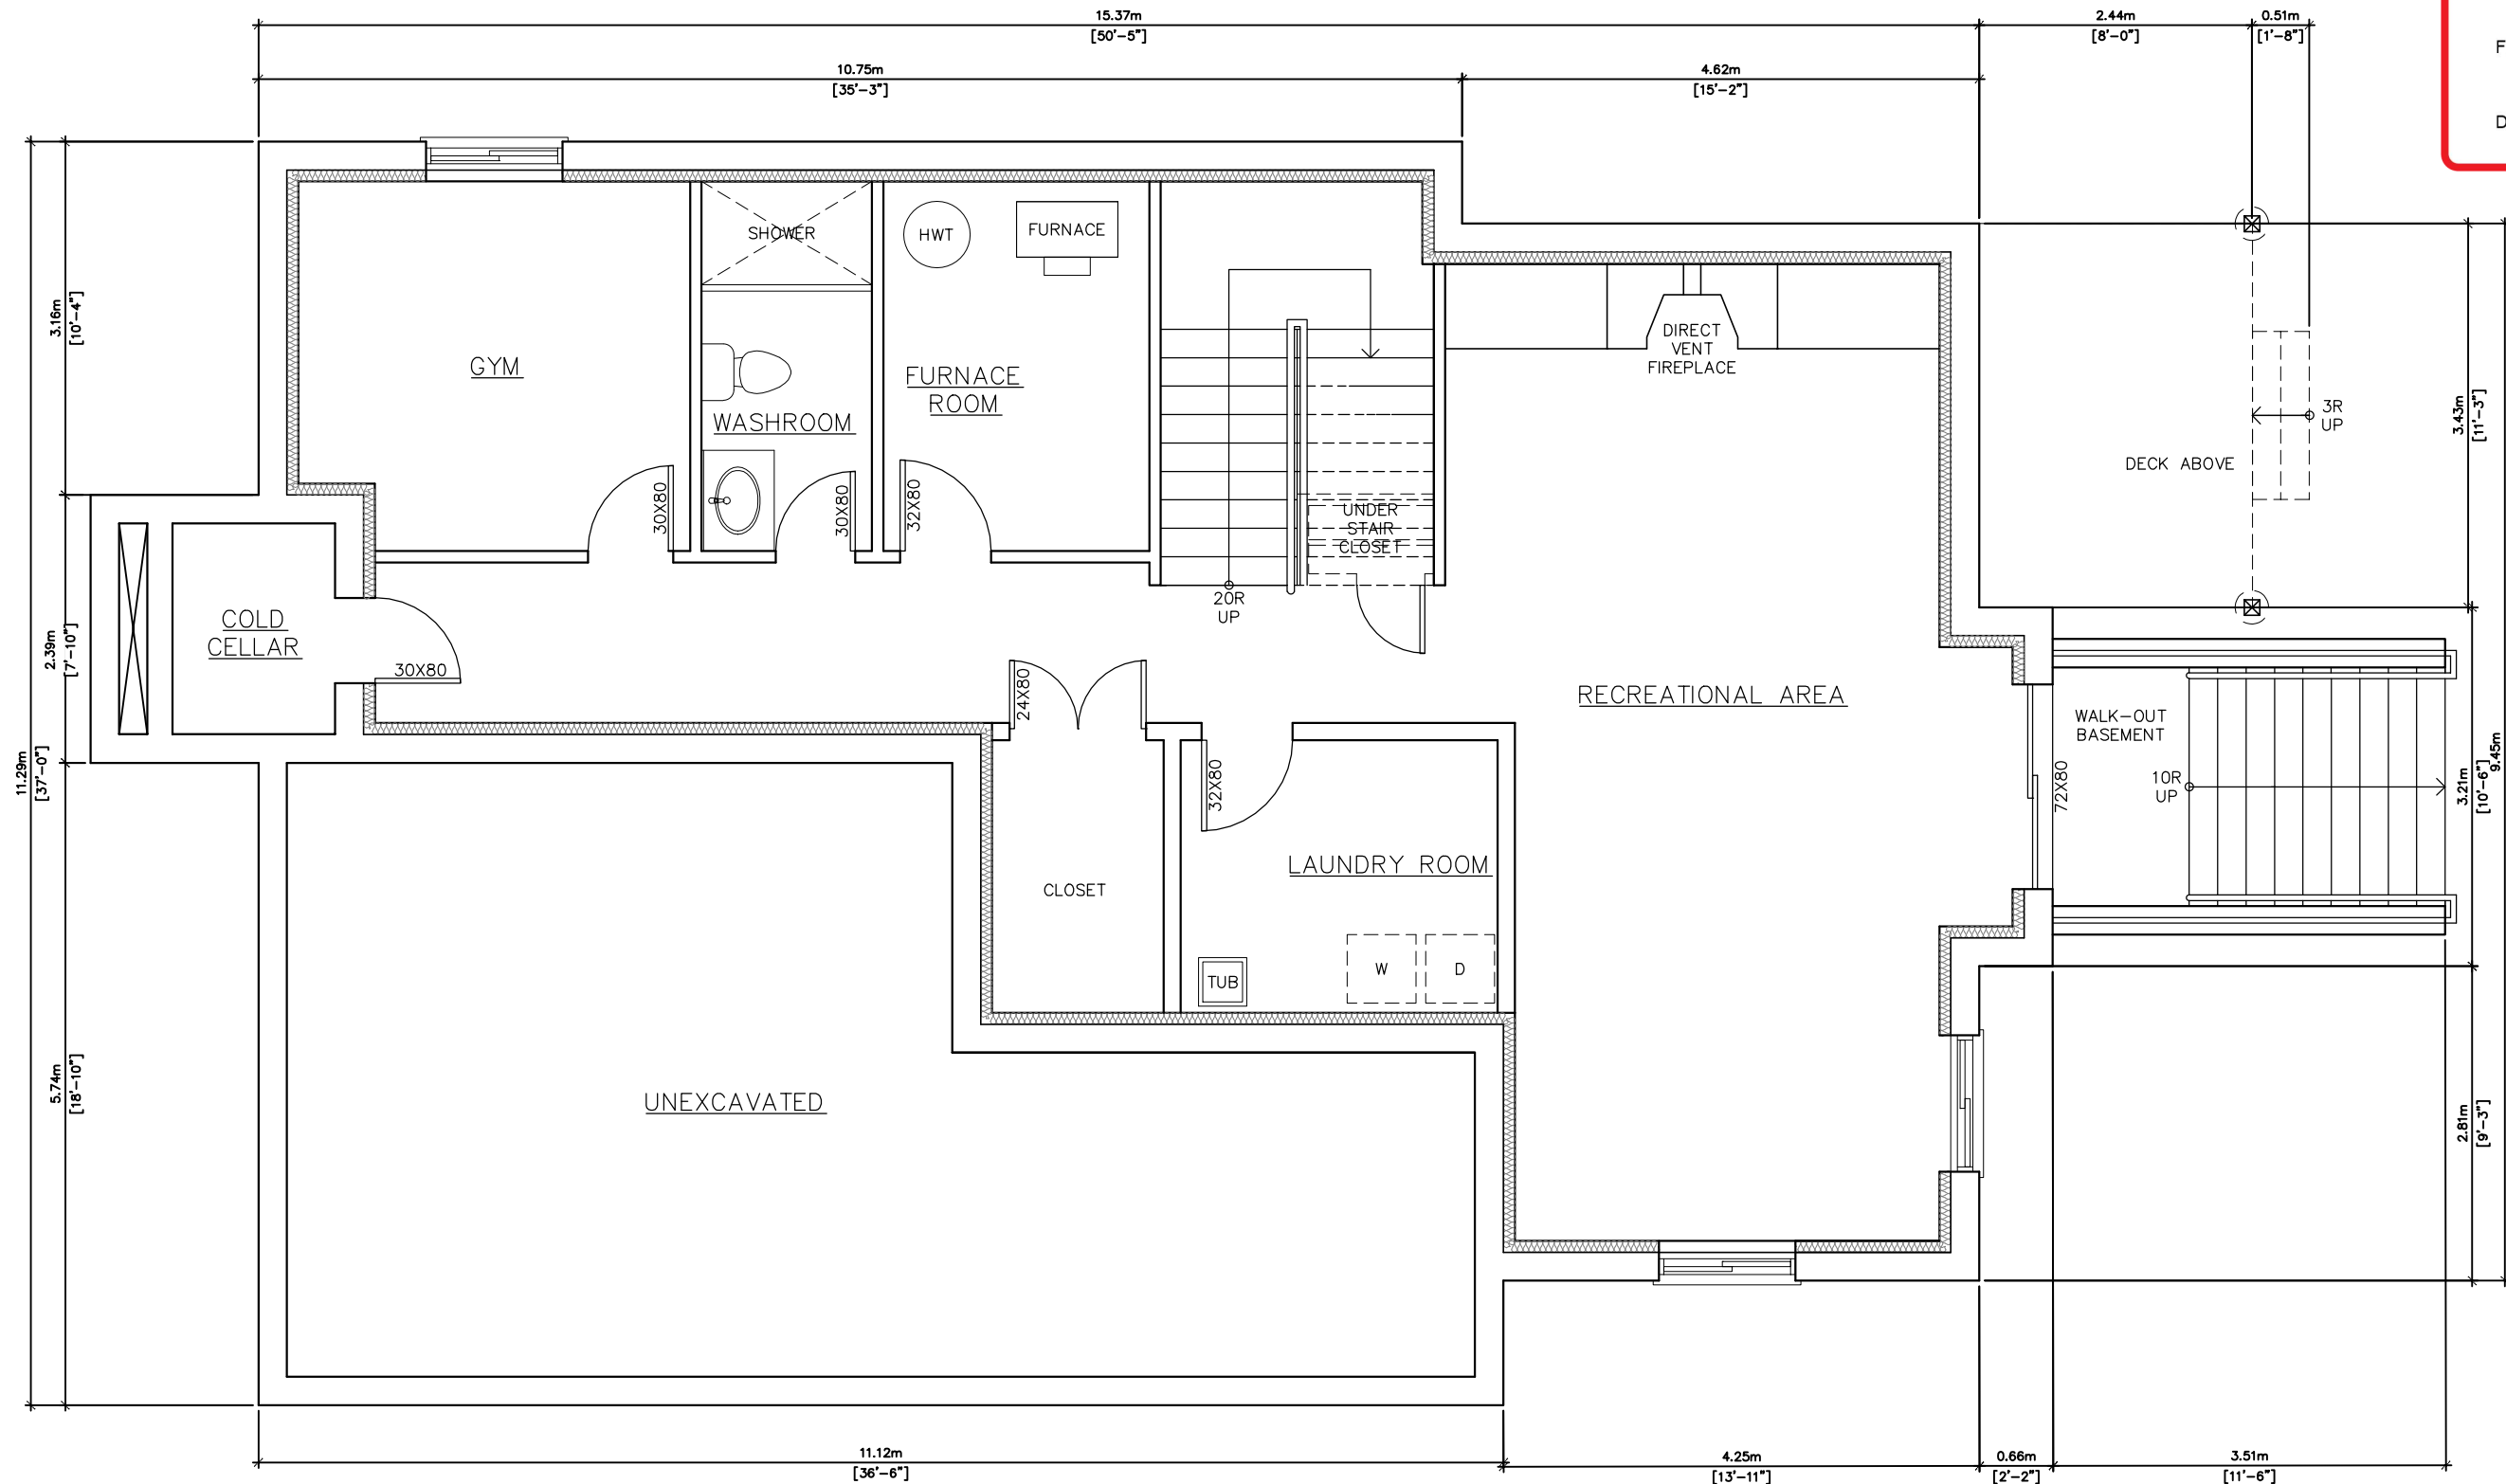 15.37m
[50'-5"]
2.44m
[8'-0"]
0.51m
[1'-8"]
F
10.75m
[35'-3"]
4.62m
[15'-2"]
D
SHOWER
HWT
FURNACE
3.16m
[10'-4"]
GYM
WASHROOM
FURNACE
ROOM
DIRECT
VENT
FIREPLACE
3R
UP
3.43m
[11'-3"]
DECK ABOVE
30X80
30X80
32X80
UNDER
STAIR
CLOSET
20R
UP
COLD
CELLAR
2.39m
[7'-10"]
30X80
24X80
RECREATIONAL AREA
WALK-OUT
BASEMENT
10R
UP
72X80
11.29m
[37'-0"]
3.21m
[10'-6"]
9.45m
32X80
LAUNDRY ROOM
CLOSET
TUB
W
D
5.74m
[18'-10"]
UNEXCAVATED
2.81m
[9'-3"]
11.12m
[36'-6"]
4.25m
[13'-11"]
0.66m
[2'-2"]
3.51m
[11'-6"]